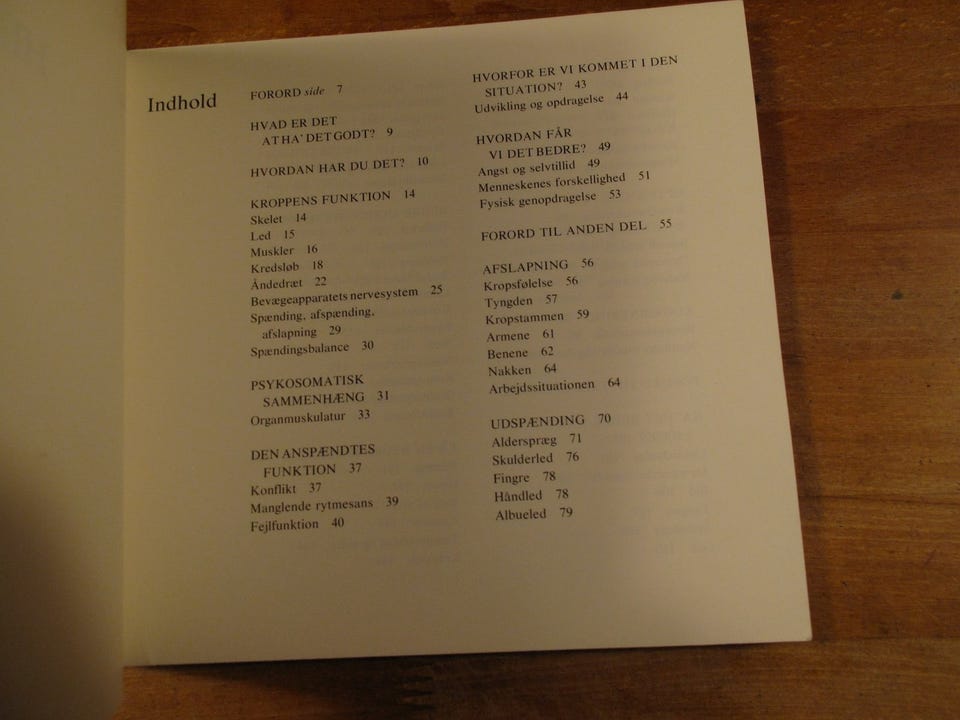 Indhold
FORORD side 7
HVAD ER DET
AT HA' DET GODT? 9
HVORDAN HAR DU DET? 10
KROPPENS FUNKTION 14
Skelet 14
Led 15
Muskler 16
Kredsløb 18
Åndedræt 22
Bevægeapparatets nervesystem 25
Spænding, afspænding,
afslapning 29
Spændingsbalance 30
PSYKOSOMATISK
SAMMENHÆNG 31
Organmuskulatur 33
DEN ANSPÆNDTES
FUNKTION 37
Konflikt 37
Manglende rytmesans 39
Fejlfunktion 40
HVORFOR ER VI KOMMET I DEN
SITUATION? 43
Udvikling og opdragelse 44
HVORDAN FÅR
VI DET BEDRE? 49
Angst og selvtillid 49
Menneskenes forskellighed 51
Fysisk genopdragelse 53
FORORD TIL ANDEN DEL 55
AFSLAPNING 56
Kropsfølelse 56
Tyngden 57
Kropstammen 59
Armene 61
Benene 62
Nakken 64
Arbejdssituationen 64
UDSPÆNDING 70
Alderspræg 71
Skulderled 76
Fingre 78
Håndled 78
Albueled 79